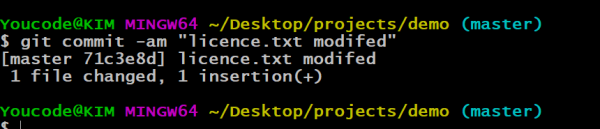 Youcode@KIM MINGW64 ~/Desktop/projects/demo (master)
$ git commit -am "licence.txt modifed"
[master 71c3e8d] licence.txt modifed
1 file changed, 1 insertion(+)
Youcode@KIM MINGW64 ~/Desktop/projects/demo (master)
$